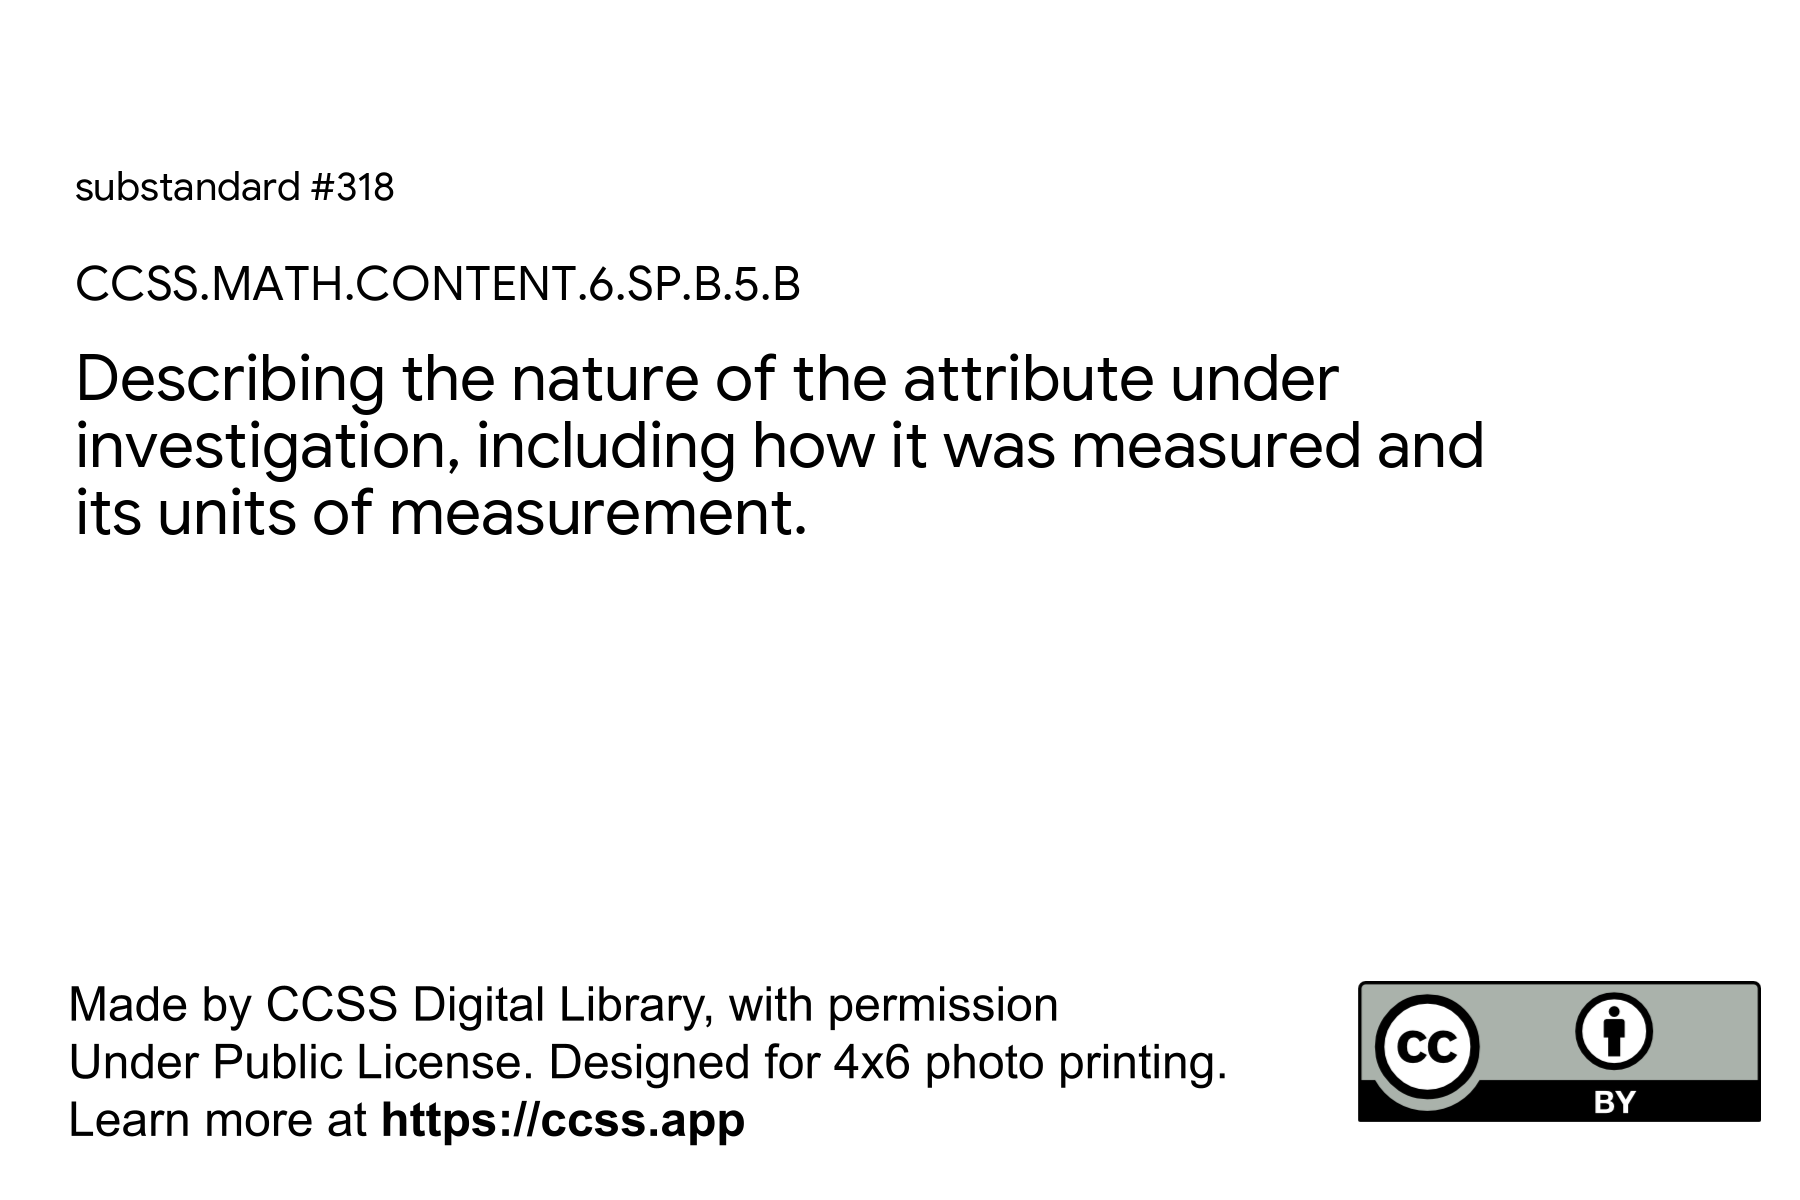 substandard #318
CCSS.MATH.CONTENT.6.SP.B.5.B
Describing the nature of the attribute under
investigation, including how it was measured and
its units of measurement.
Made by CCSS Digital Library, with permission
Under Public License. Designed for 4x6 photo printing.
Learn more at https://ccss.app
cc
BY